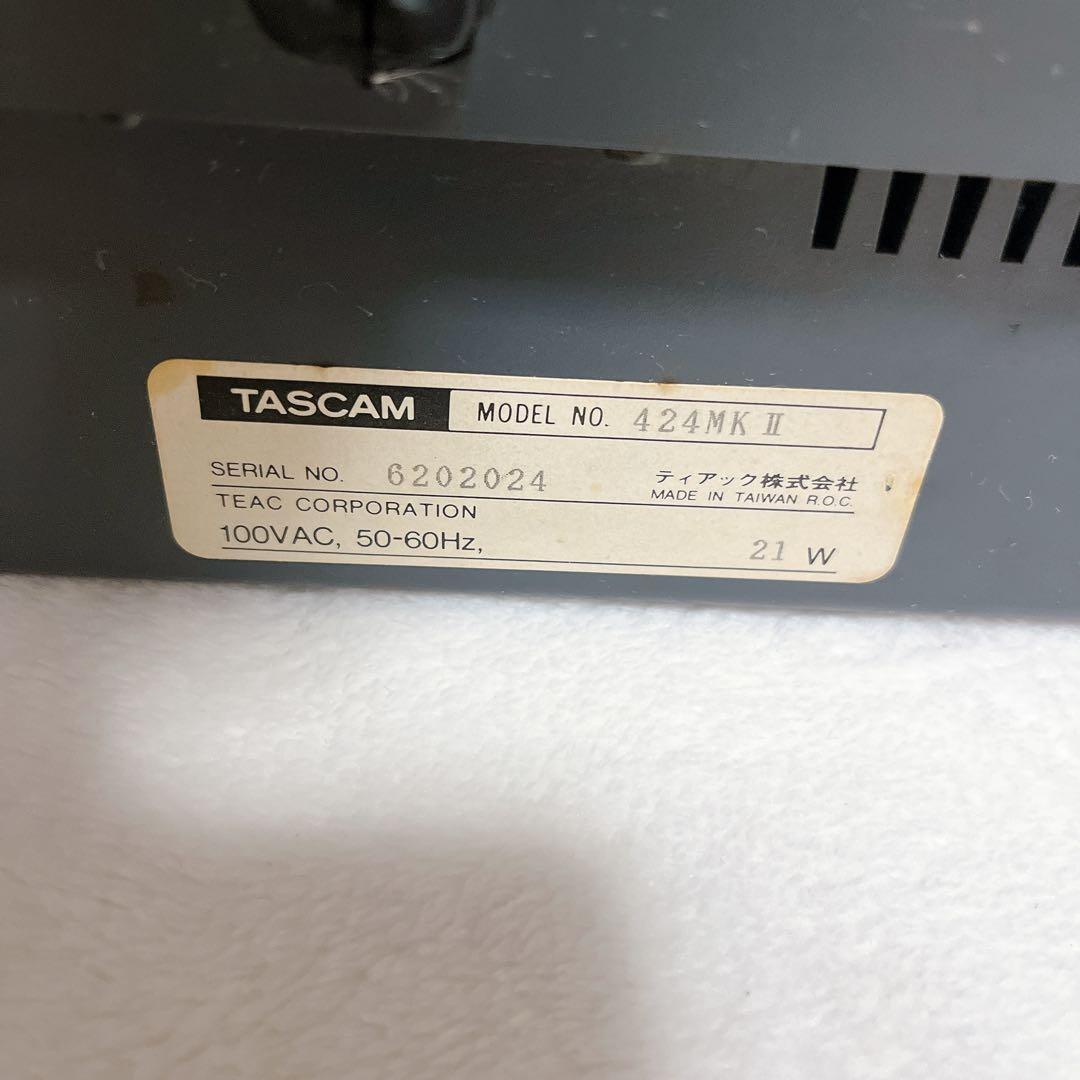 TASCAM MODEL NO. 424MK II
SERIAL NO. 6202024 ティアック株式会社
MADE IN TAIWAN R.O.C.
TEAC CORPORATION
100VAC, 50-60Hz, 21 W